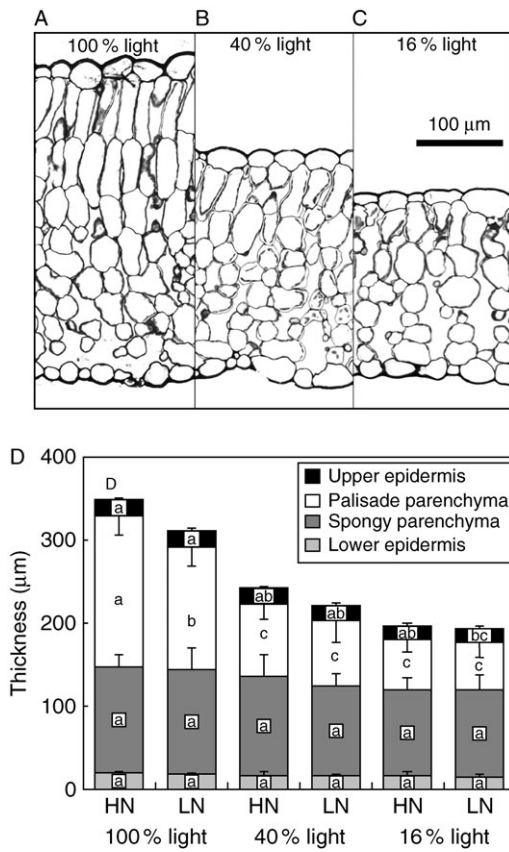 A B C
100 % light 40 % light 16 % light
100 µm
D
400
300
200
100
0
Thickness (µm)
D
Upper epidermis
Palisade parenchyma
Spongy parenchyma
Lower epidermis
a a ab ab ab bc
a b c c c c
a a a a a a
a a a a a a
HN LN HN LN HN LN
100 % light 40 % light 16 % light